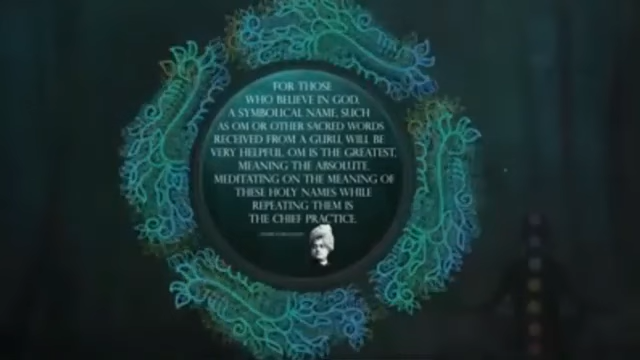 FOR THOSE
WHO BELIEVE IN GOD,
A SYMBOLICAL NAME, SUCH
AS OM OR OTHER SACRED WORDS
RECEIVED FROM A GURU, WILL BE
VERY HELPFUL. OM IS THE GREATEST,
MEANING THE ABSOLUTE.
MEDITATING ON THE MEANING OF
THESE HOLY NAMES WHILE
REPEATING THEM IS
THE CHIEF PRACTICE.